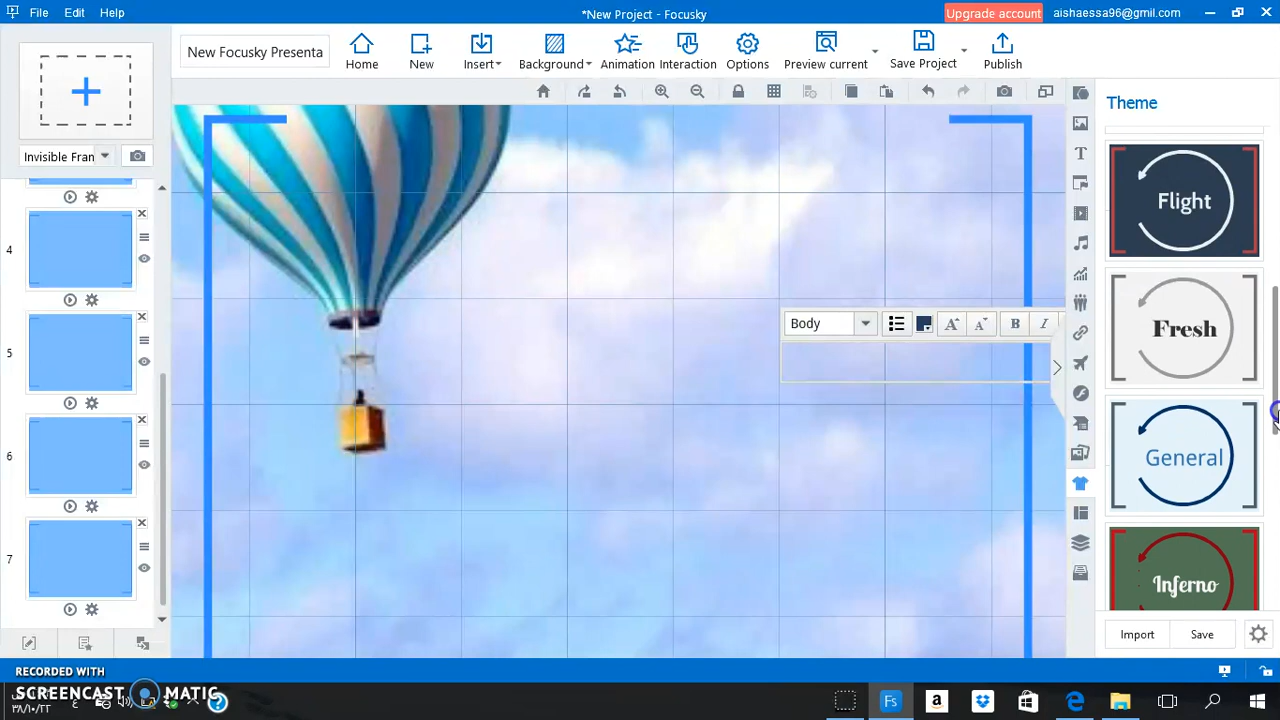 File Edit Help
*New Project - Focusky
Upgrade account
aishaessa96@gmil.com
New Focusky Presenta
Home
New
Insert
Background
Animation
Interaction
Options
Preview current
Save Project
Publish
Invisible Fran
4
5
6
7
Body
B
I
Theme
Flight
Fresh
General
Inferno
Import
Save
RECORDED WITH
SCREENCAST MATIC
Fs